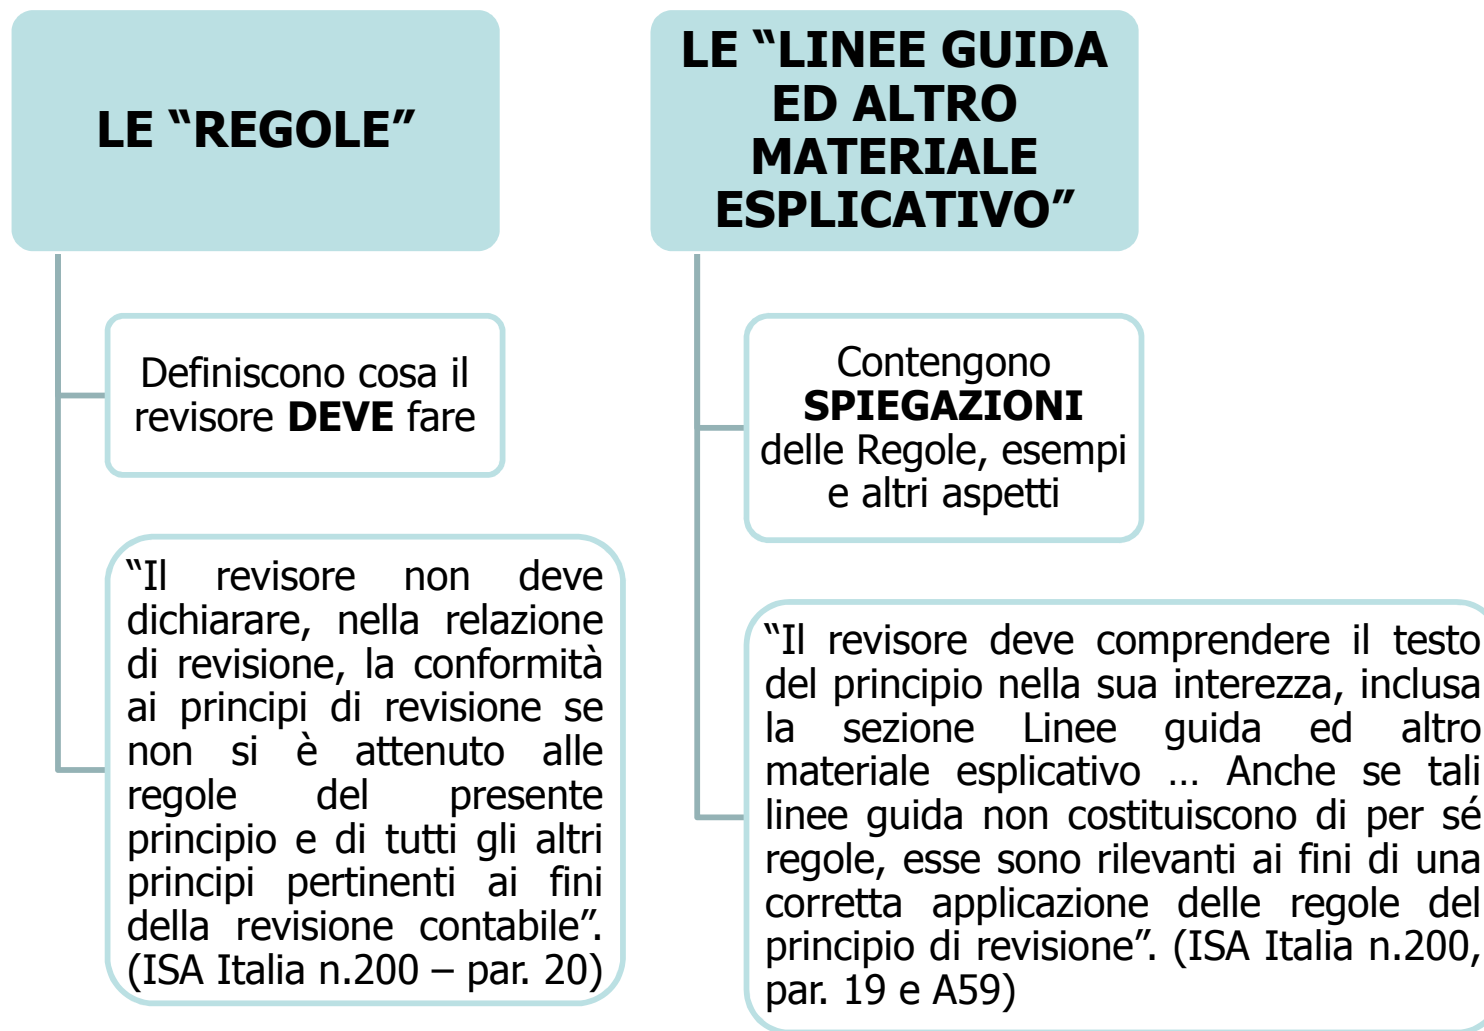 LE “REGOLE”
Definiscono cosa il
revisore DEVE fare
“Il revisore non deve
dichiarare, nella relazione
di revisione, la conformità
ai principi di revisione se
non si è attenuto alle
regole del presente
principio e di tutti gli altri
principi pertinenti ai fini
della revisione contabile”.
(ISA Italia n.200 – par. 20)
LE “LINEE GUIDA
ED ALTRO
MATERIALE
ESPLICATIVO”
Contengono
SPIEGAZIONI
delle Regole, esempi
e altri aspetti
“Il revisore deve comprendere il testo
del principio nella sua interezza, inclusa
la sezione Linee guida ed altro
materiale esplicativo … Anche se tali
linee guida non costituiscono di per sé
regole, esse sono rilevanti ai fini di una
corretta applicazione delle regole del
principio di revisione”. (ISA Italia n.200,
par. 19 e A59)